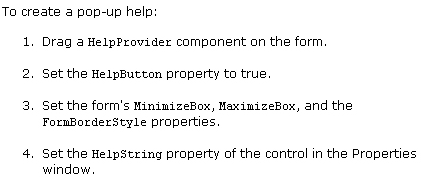 To create a pop-up help:
1. Drag a HelpProvider component on the form.
2. Set the HelpButton property to true.
3. Set the form's MinimizeBox, MaximizeBox, and the
FormBorderStyle properties.
4. Set the HelpString property of the control in the Properties
window.